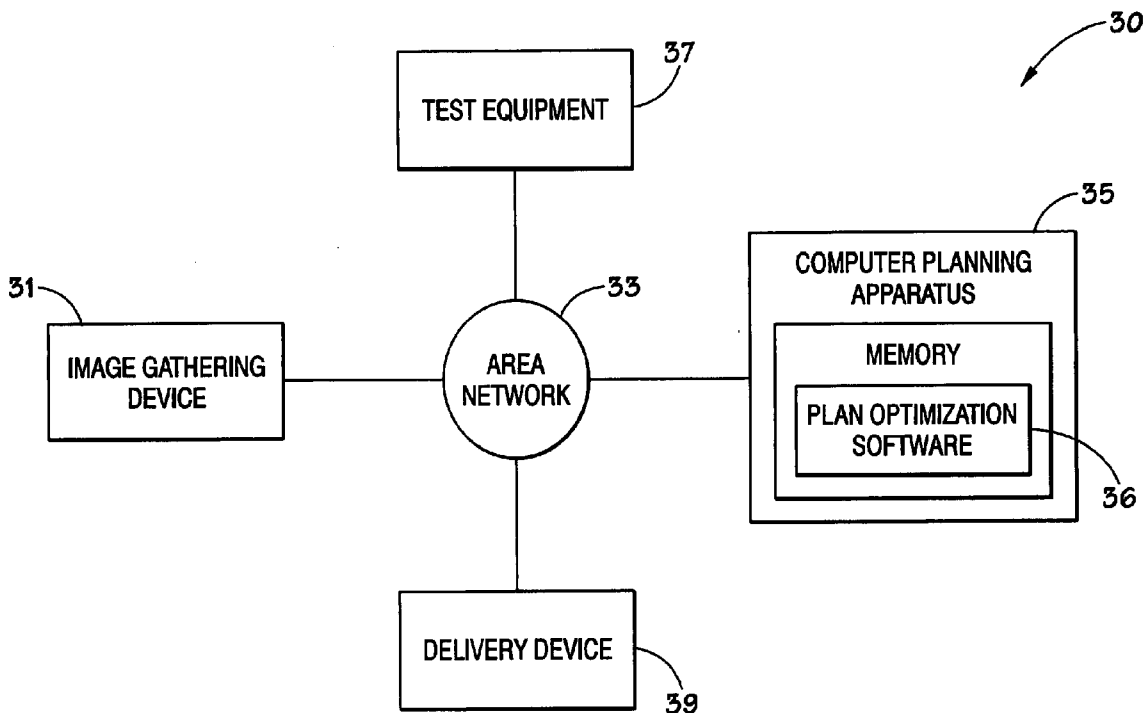 30
37
TEST EQUIPMENT
35
COMPUTER PLANNING
APPARATUS
31
33
IMAGE GATHERING
DEVICE
AREA
NETWORK
MEMORY
PLAN OPTIMIZATION
SOFTWARE
36
DELIVERY DEVICE
39